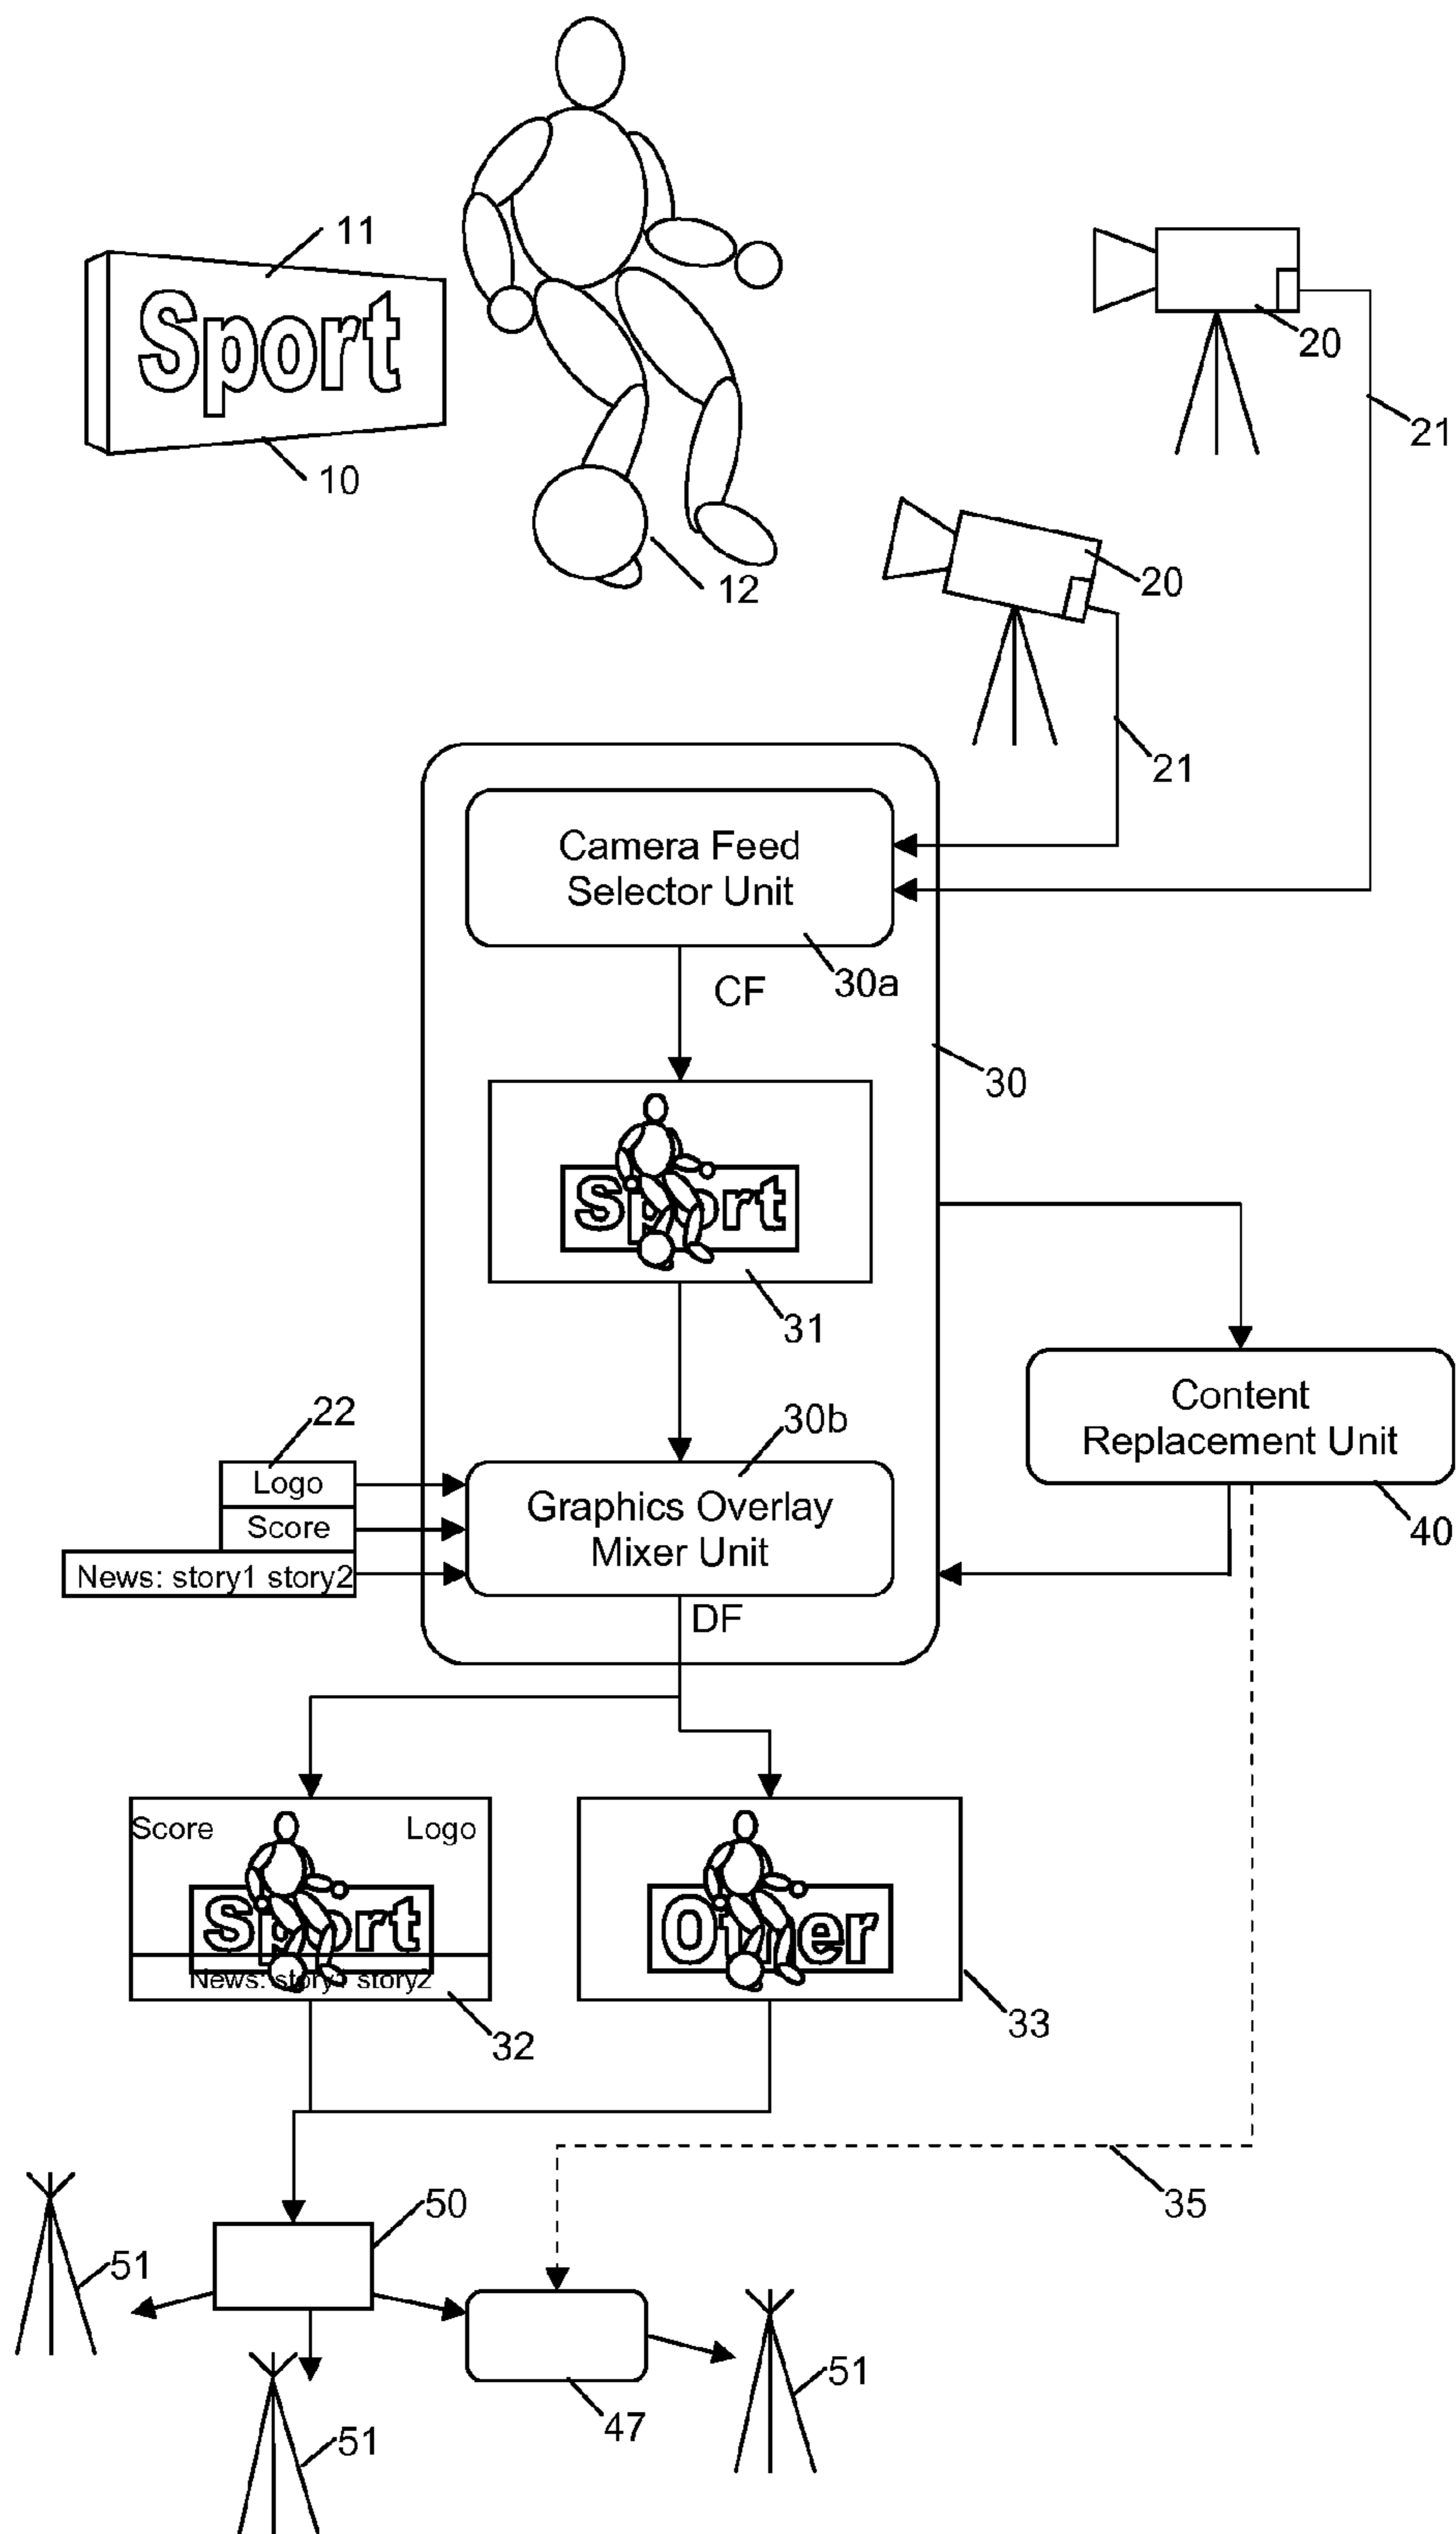 11
Sport
10
12
20
21
20
21
Camera Feed
Selector Unit
30a
CF
30
Sport
31
22
30b
Logo
Score
News: story1 story2
Graphics Overlay
Mixer Unit
Content
Replacement Unit
40
DF
Score
Logo
Sport
News: story1 story2
32
Other
33
35
50
51
51
47
51